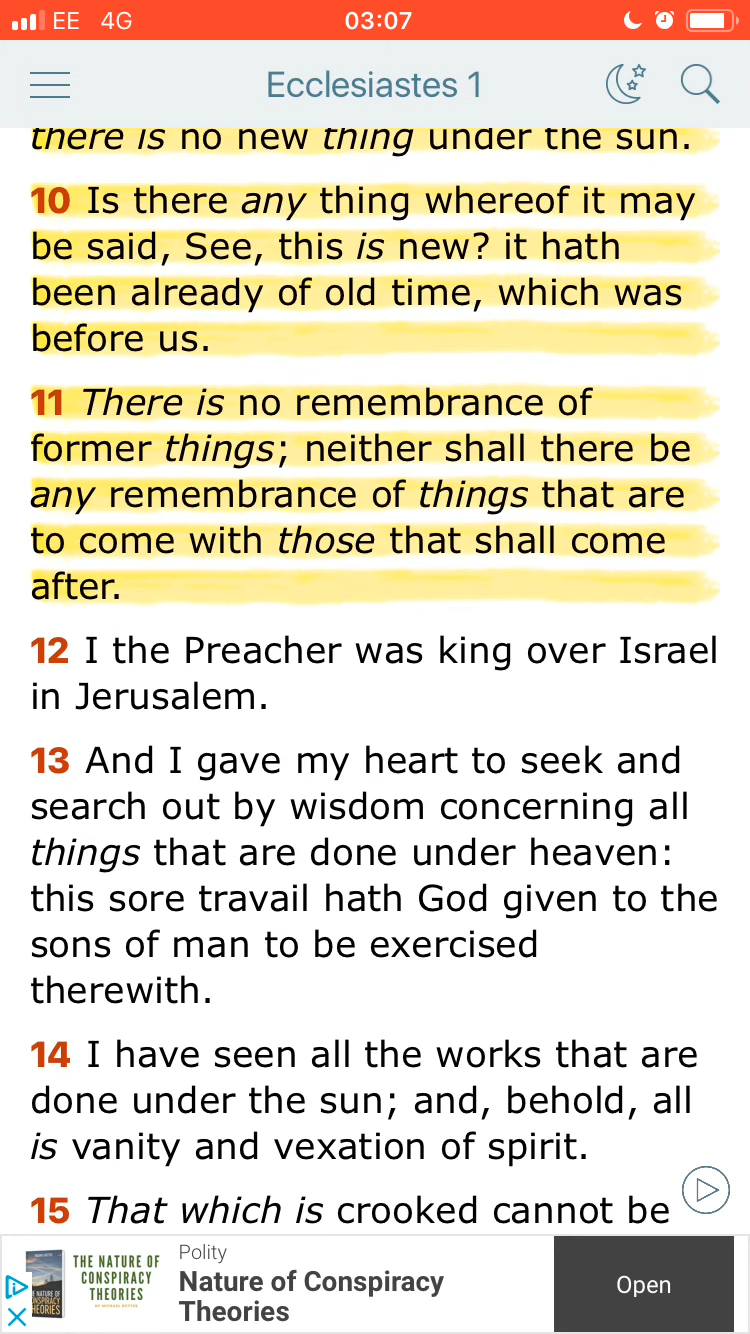 EE 4G 03:07
Ecclesiastes 1
there is no new thing under the sun.
10 Is there any thing whereof it may
be said, See, this is new? it hath
been already of old time, which was
before us.
11 There is no remembrance of
former things; neither shall there be
any remembrance of things that are
to come with those that shall come
after.
12 I the Preacher was king over Israel
in Jerusalem.
13 And I gave my heart to seek and
search out by wisdom concerning all
things that are done under heaven:
this sore travail hath God given to the
sons of man to be exercised
therewith.
14 I have seen all the works that are
done under the sun; and, behold, all
is vanity and vexation of spirit.
15 That which is crooked cannot be
THE NATURE OF
CONSPIRACY
THEORIES
Polity
Nature of Conspiracy
Theories
Open